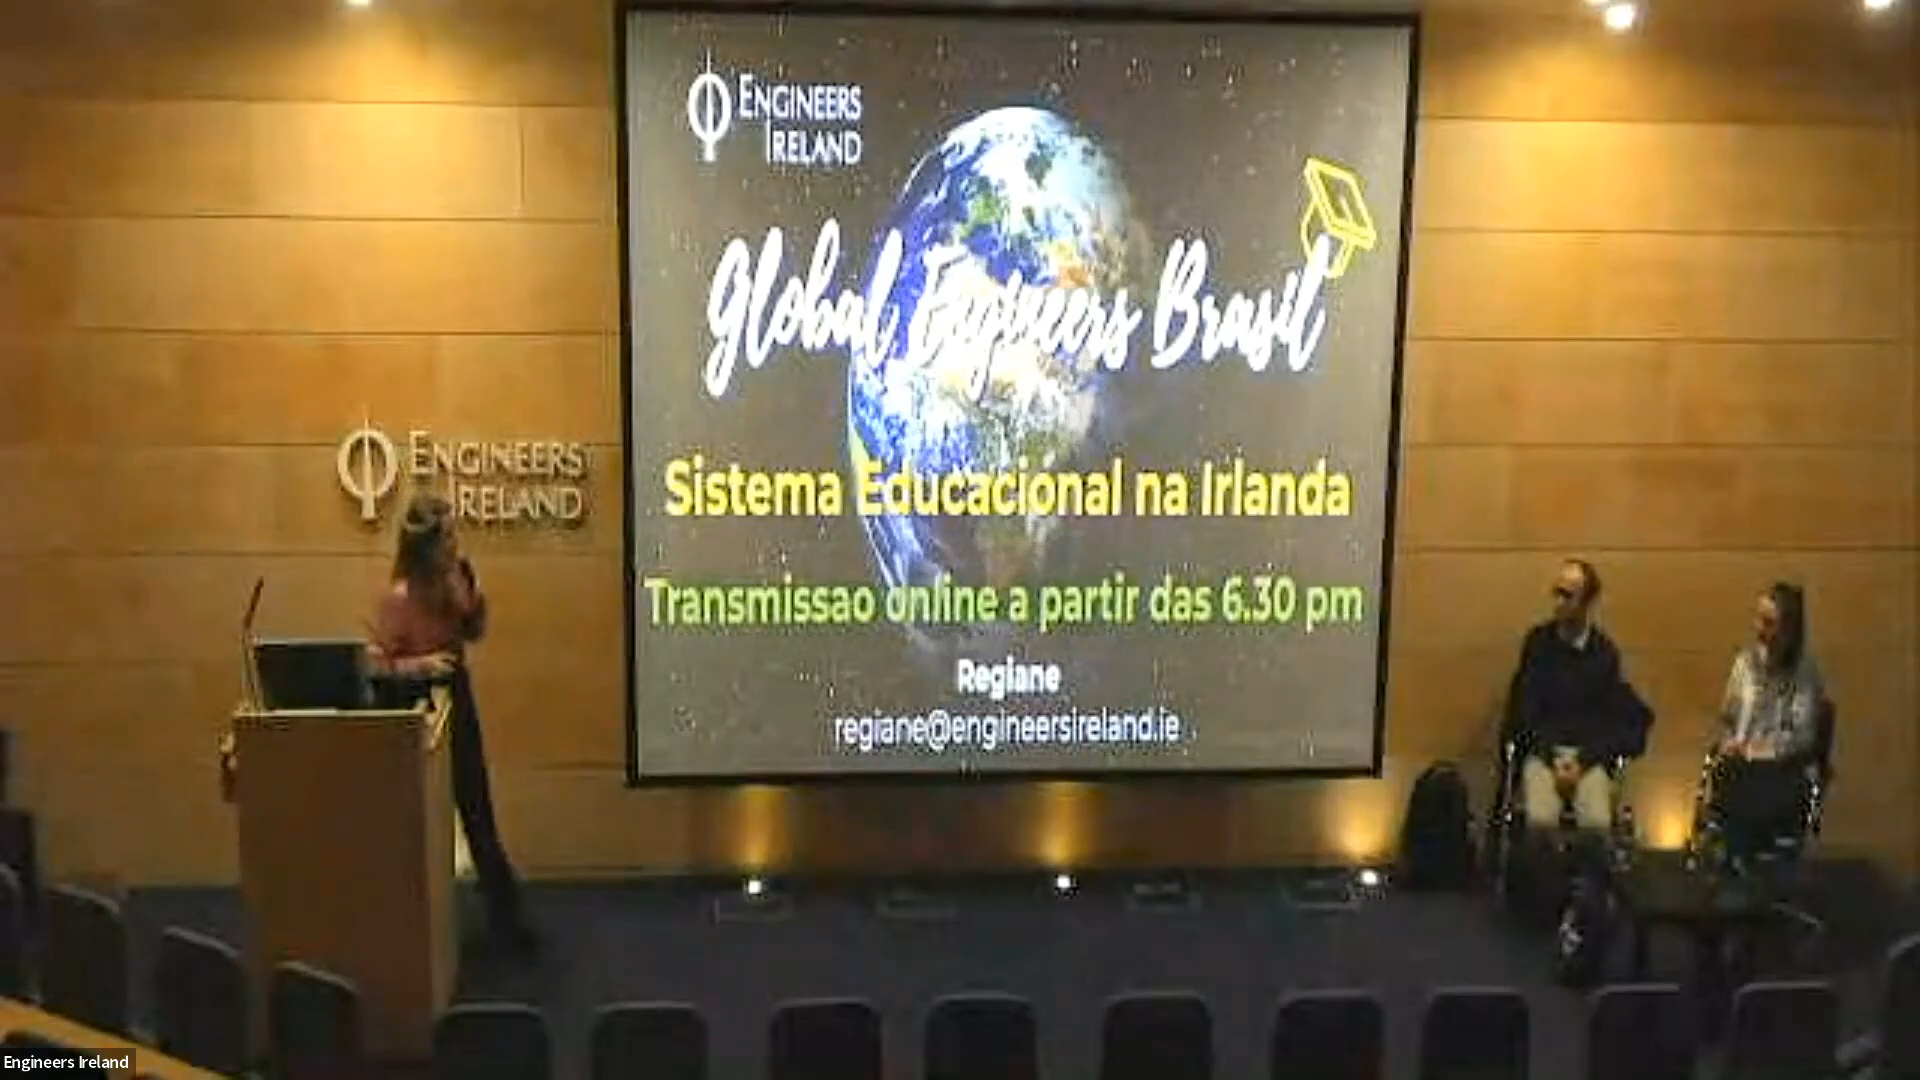 ENGINEERS
IRELAND
Global Engineers Brasil
Sistema Educacional na Irlanda
Transmissao online a partir das 6.30 pm
Regiane
regiane@engineersireland.ie
ENGINEERS
IRELAND
Engineers Ireland